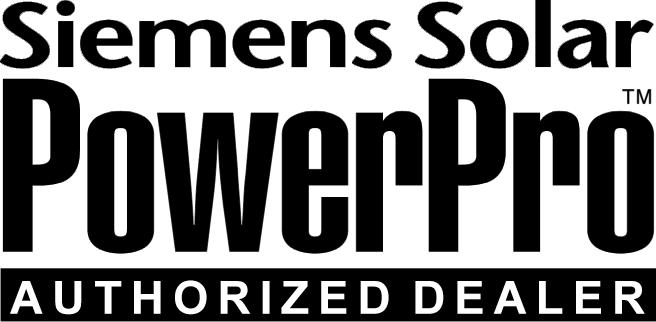 Siemens Solar
PowerPro™
AUTHORIZED DEALER